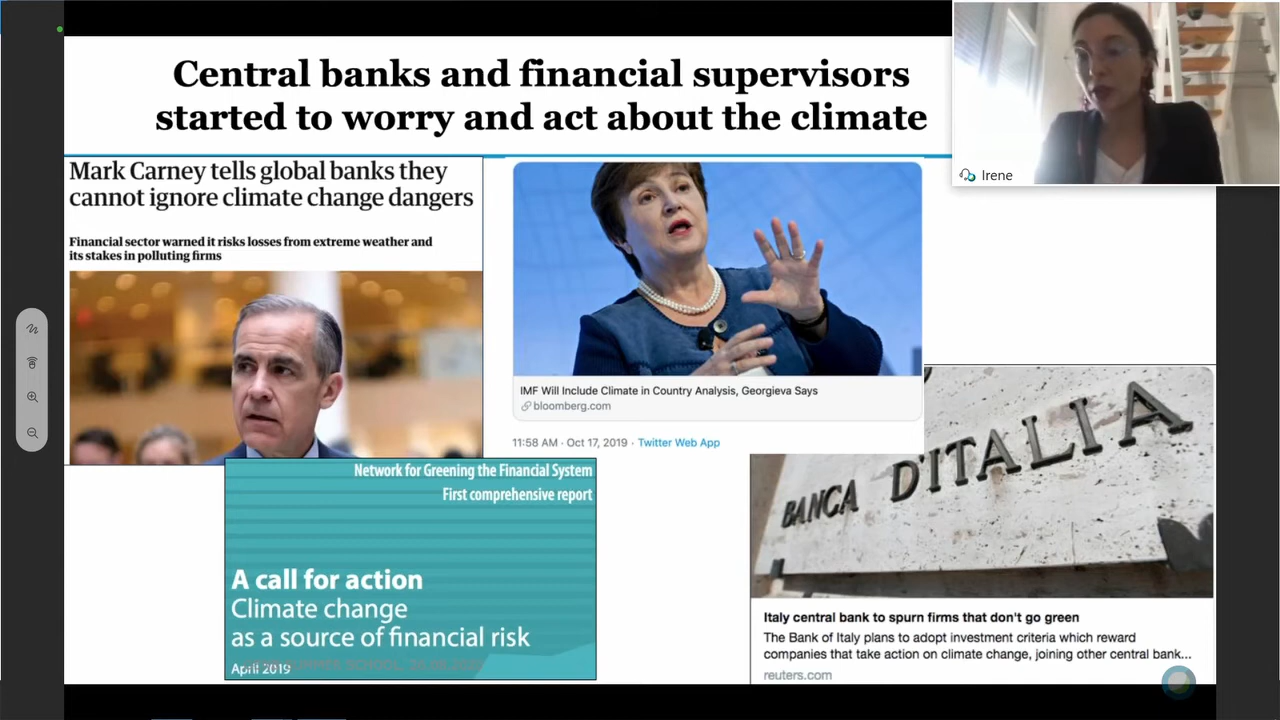 Central banks and financial supervisors
started to worry and act about the climate
Irene
Mark Carney tells global banks they
cannot ignore climate change dangers
Financial sector warned it risks losses from extreme weather and
its stakes in polluting firms
IMF Will Include Climate in Country Analysis, Georgieva Says
bloomberg.com
11:58 AM · Oct 17, 2019 · Twitter Web App
Network for Greening the Financial System
First comprehensive report
A call for action
Climate change
as a source of financial risk
April 2019
BANCA D'ITALIA
Italy central bank to spurn firms that don't go green
The Bank of Italy plans to adopt investment criteria which reward
companies that take action on climate change, joining other central bank...
reuters.com